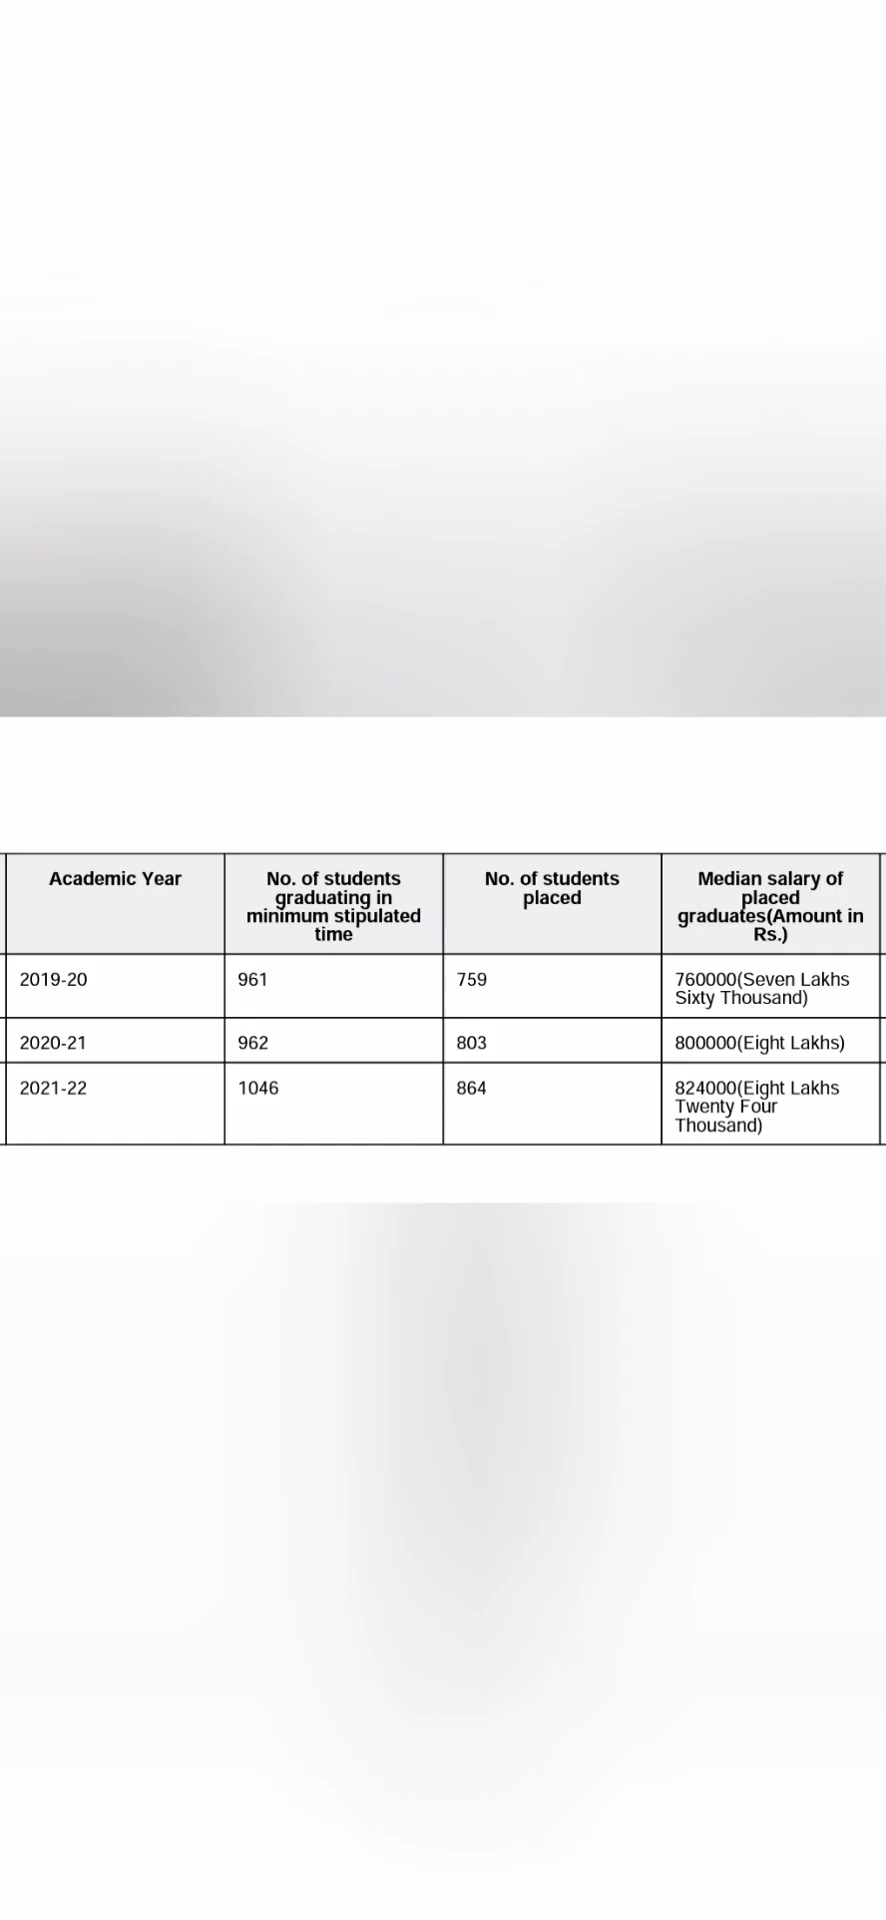 Academic Year
No. of students
graduating in
minimum stipulated
time
No. of students
placed
Median salary of
placed
graduates(Amount in
Rs.)
2019-20
961
759
760000(Seven Lakhs
Sixty Thousand)
2020-21
962
803
800000(Eight Lakhs)
2021-22
1046
864
824000(Eight Lakhs
Twenty Four
Thousand)